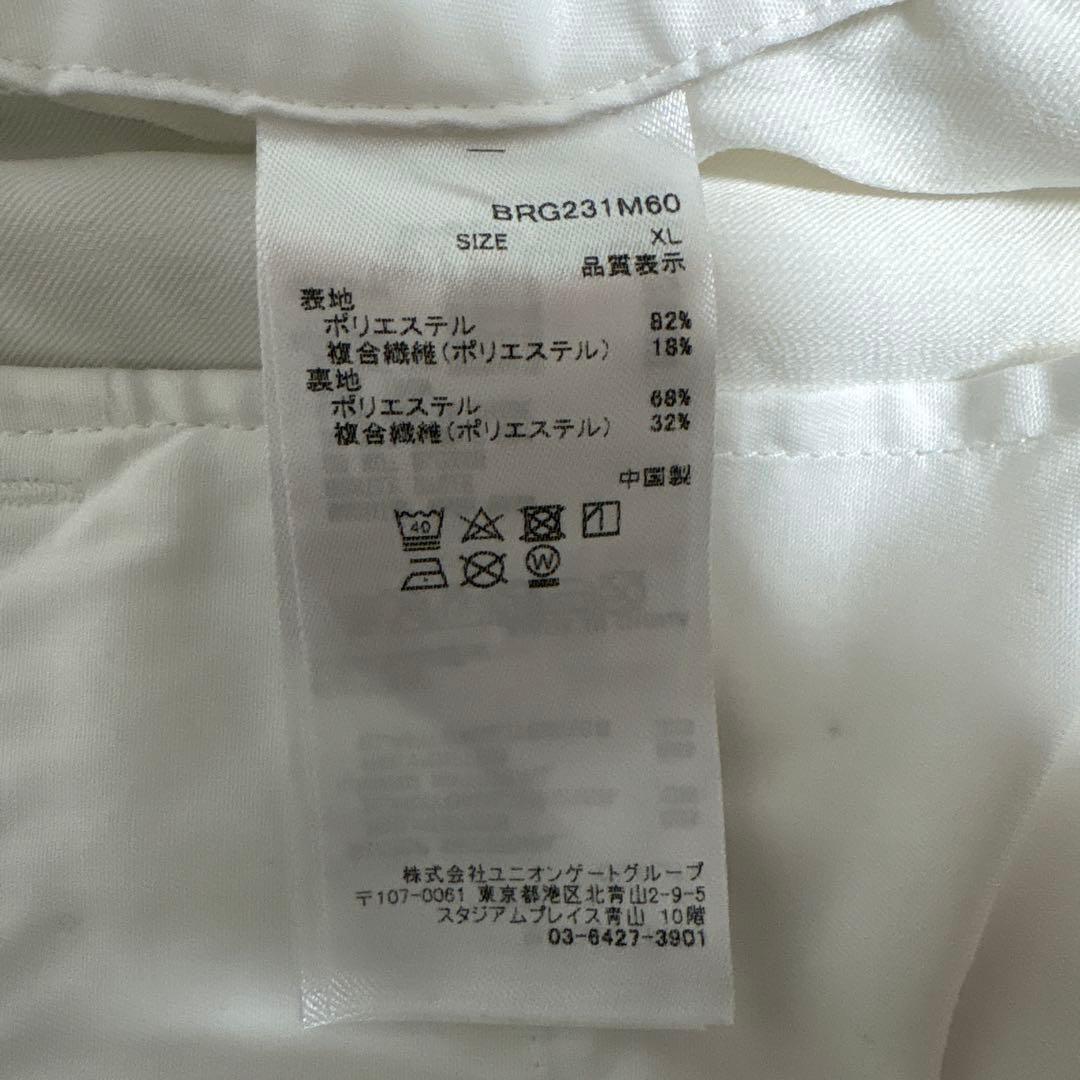 BRG231M60
SIZE XL
品質表示
表地
ポリエステル 82%
複合繊維(ポリエステル) 18%
裏地
ポリエステル 68%
複合繊維(ポリエステル) 32%
中国製
40
W
株式会社ユニオンゲートグループ
〒107-0061 東京都港区北青山2-9-5
スタジアムプレイス青山 10階
03-6427-3901